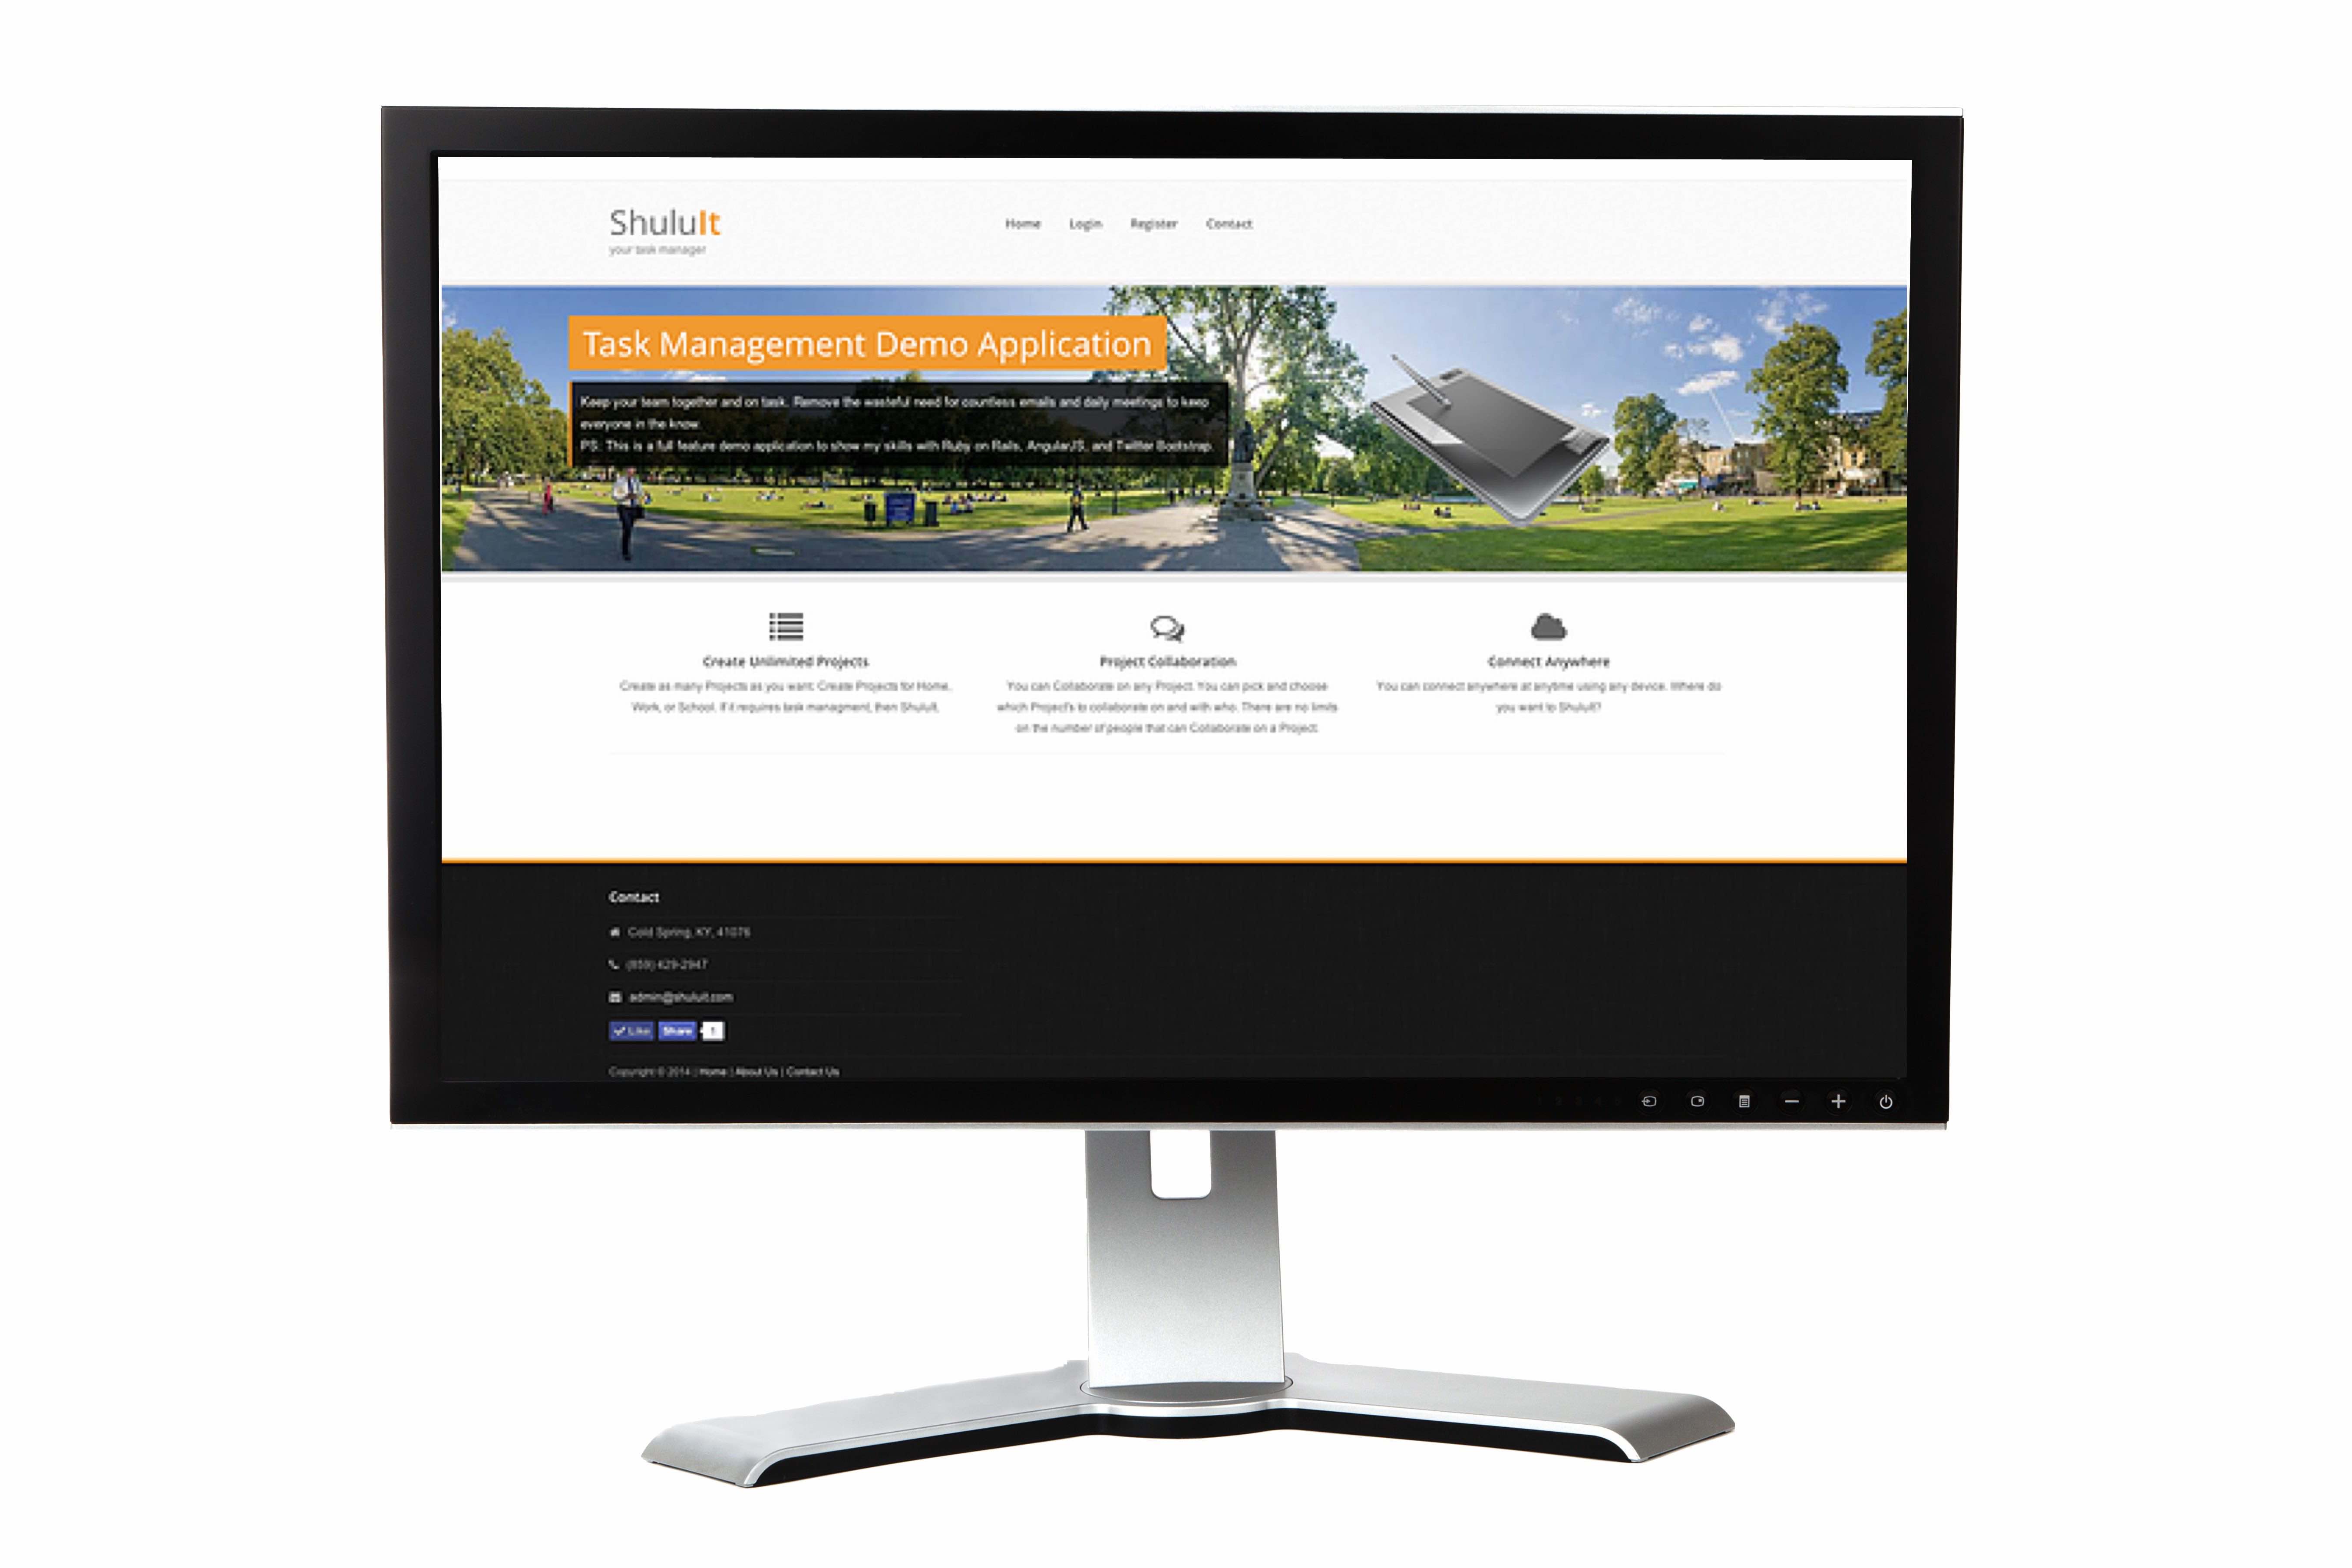 ShuluIt
your task manager
Home Login Register Contact
Task Management Demo Application
Keep your team together and on task. Remove the wasteful need for countless emails and daily meetings to keep
everyone in the know.
PS: This is a full feature demo application to show my skills with Ruby on Rails, AngularJS, and Twitter Bootstrap.
Create Unlimited Projects
Create as many Projects as you want. Create Projects for Home,
Work, or School. If it requires task managment, then ShuluIt.
Project Collaboration
You can Collaborate on any Project. You can pick and choose
which Project's to collaborate on and with who. There are no limits
on the number of people that can Collaborate on a Project.
Connect Anywhere
You can connect anywhere at anytime using any device. Where do
you want to ShuluIt?
Contact
Cold Spring, KY, 41076
(859) 429-2947
admin@shuluit.com
Like Share 1
Copyright © 2014 | Home | About Us | Contact Us